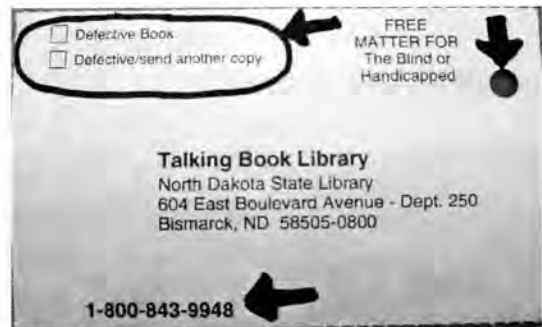 Defective Book
Defective/send another copy
FREE
MATTER FOR
The Blind or
Handicapped
Talking Book Library
North Dakota State Library
604 East Boulevard Avenue - Dept. 250
Bismarck, ND 58505-0800
1-800-843-9948